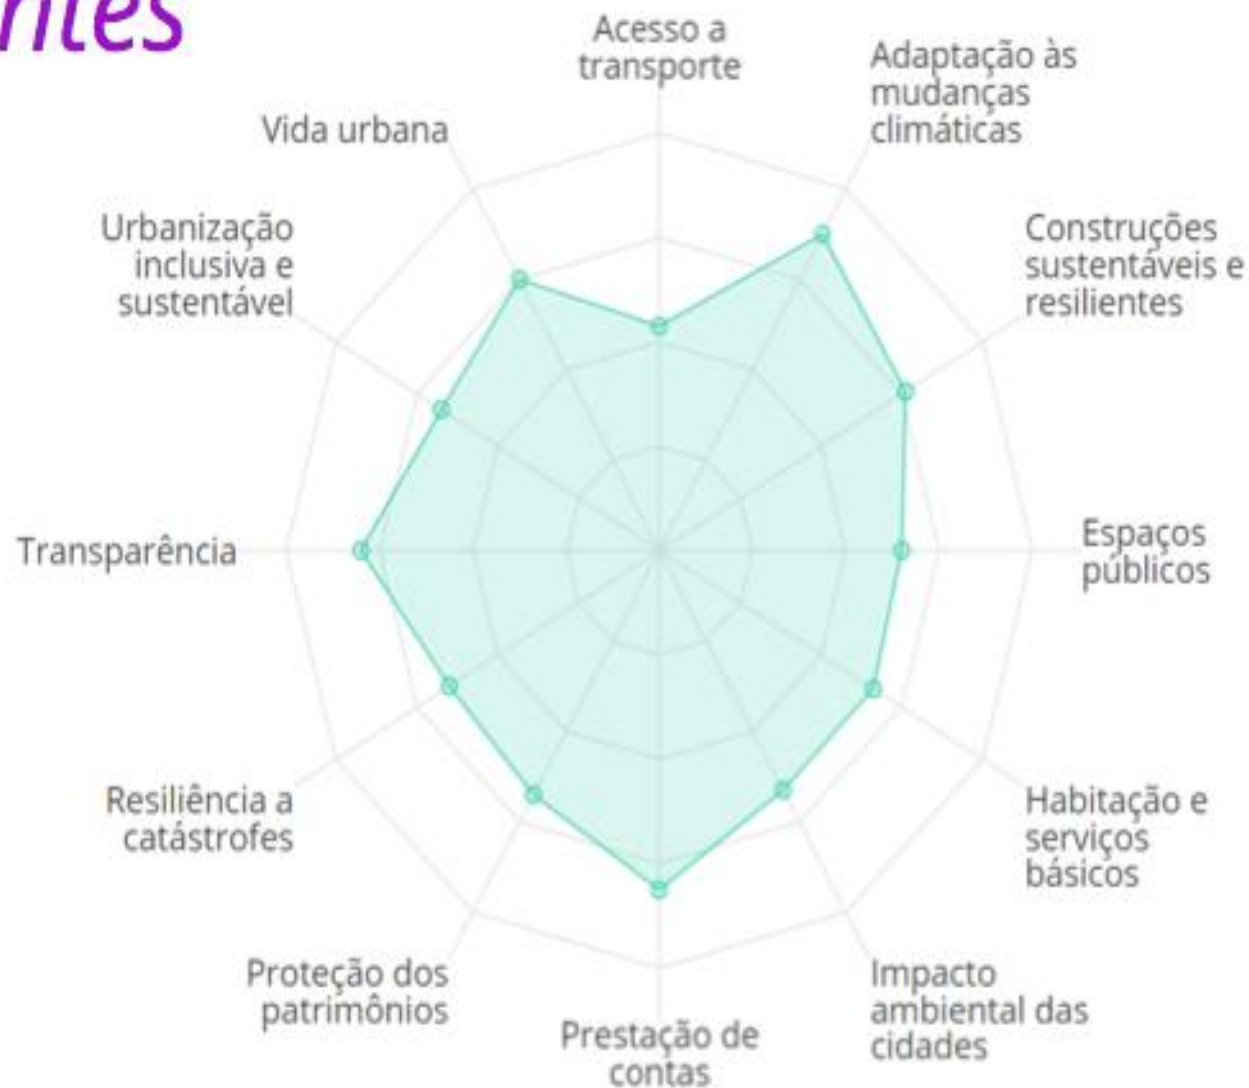 Acesso a
transporte
Adaptação às
mudanças
climáticas
Construções
sustentáveis e
resilientes
Espaços
públicos
Habitação e
serviços
básicos
Impacto
ambiental das
cidades
Prestação de
contas
Proteção dos
patrimônios
Resiliência a
catástrofes
Transparência
Urbanização
inclusiva e
sustentável
Vida urbana